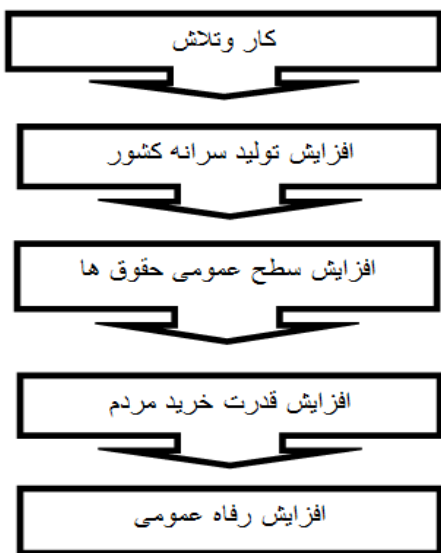 کار وتلاش
افزایش تولید سرانه کشور
افزایش سطح عمومی حقوق ها
افزایش قدرت خرید مردم
افزایش رفاه عمومی